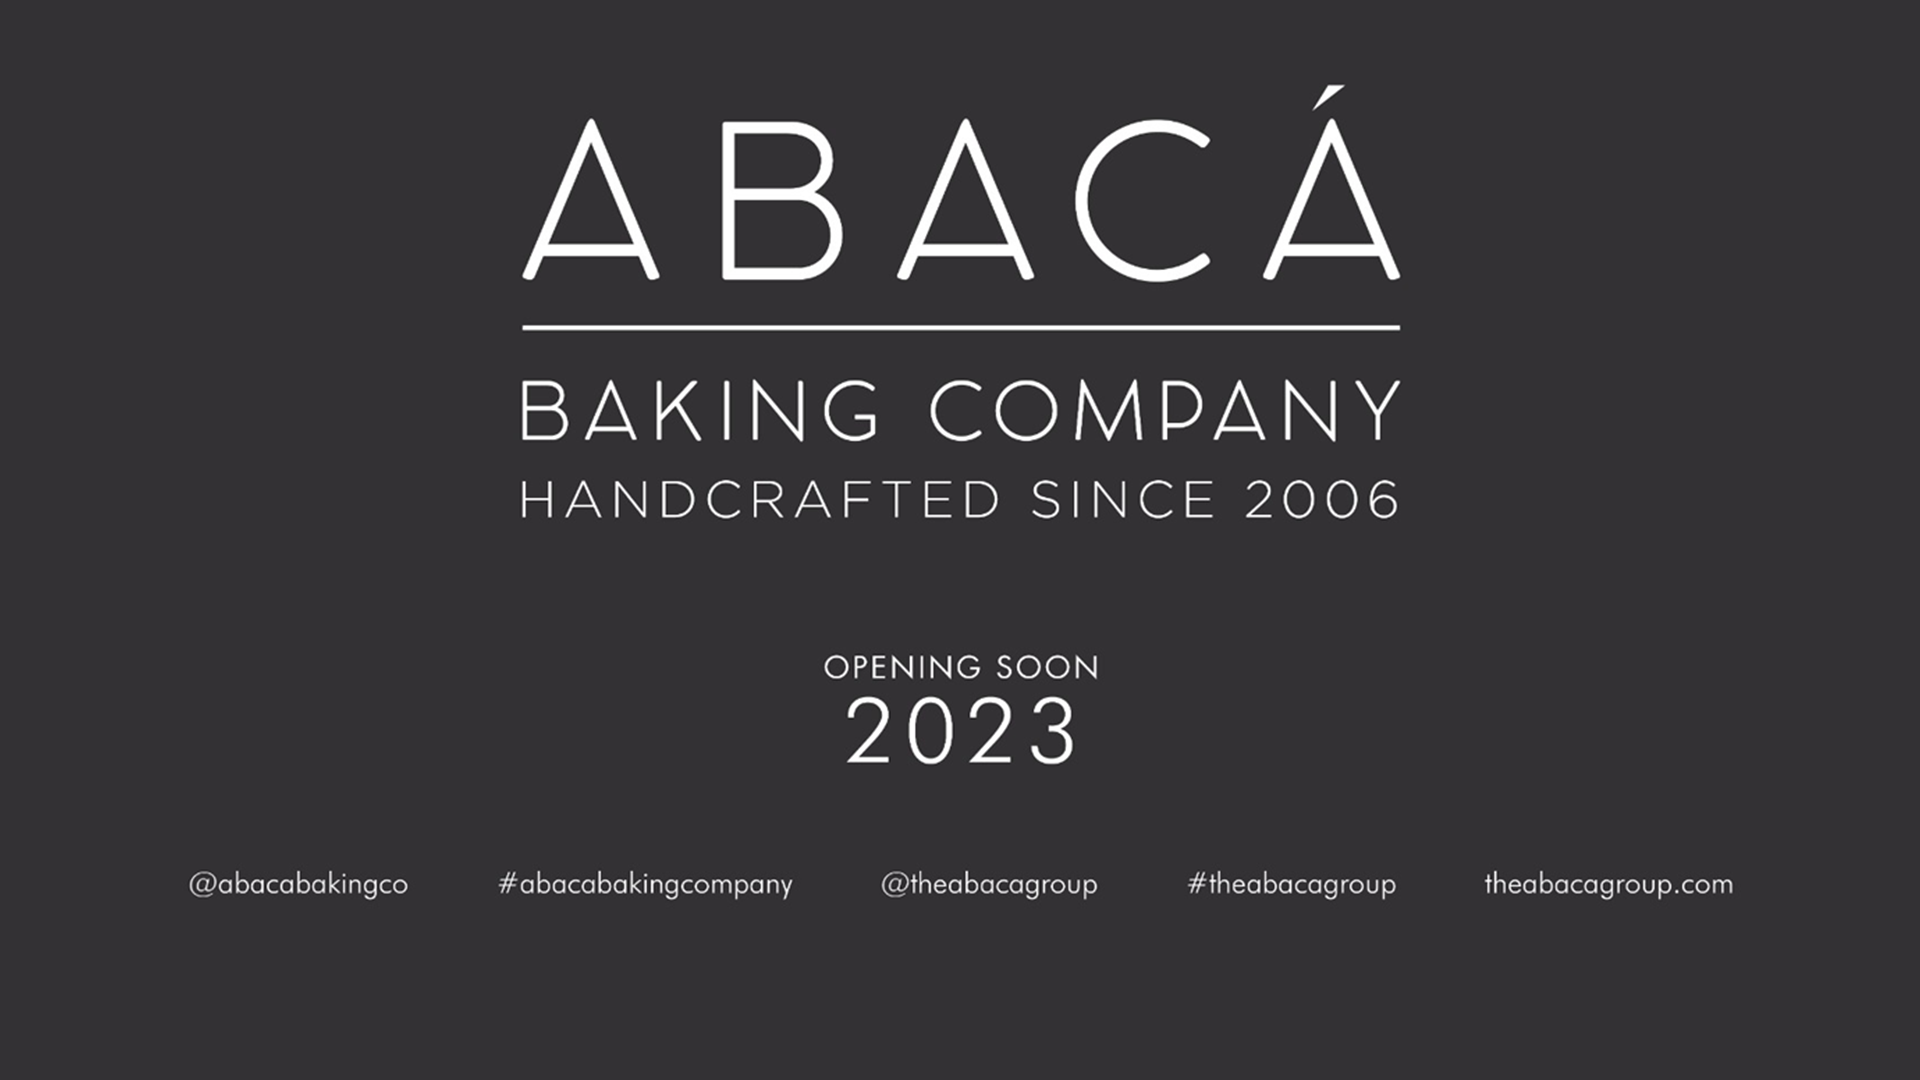 ABACÁ
BAKING COMPANY
HANDCRAFTED SINCE 2006
OPENING SOON
2023
@abacabakingco #abacabakingcompany @theabacagroup #theabacagroup theabacagroup.com